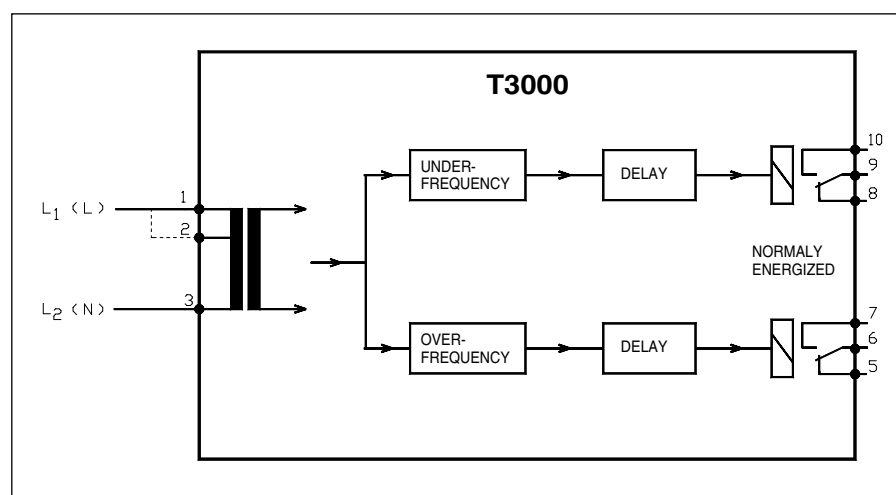 T3000
UNDER-
FREQUENCY
DELAY
10
9
8
L1 (L)
1
2
NORMALY
ENERGIZED
L2 (N)
3
OVER-
FREQUENCY
DELAY
7
6
5